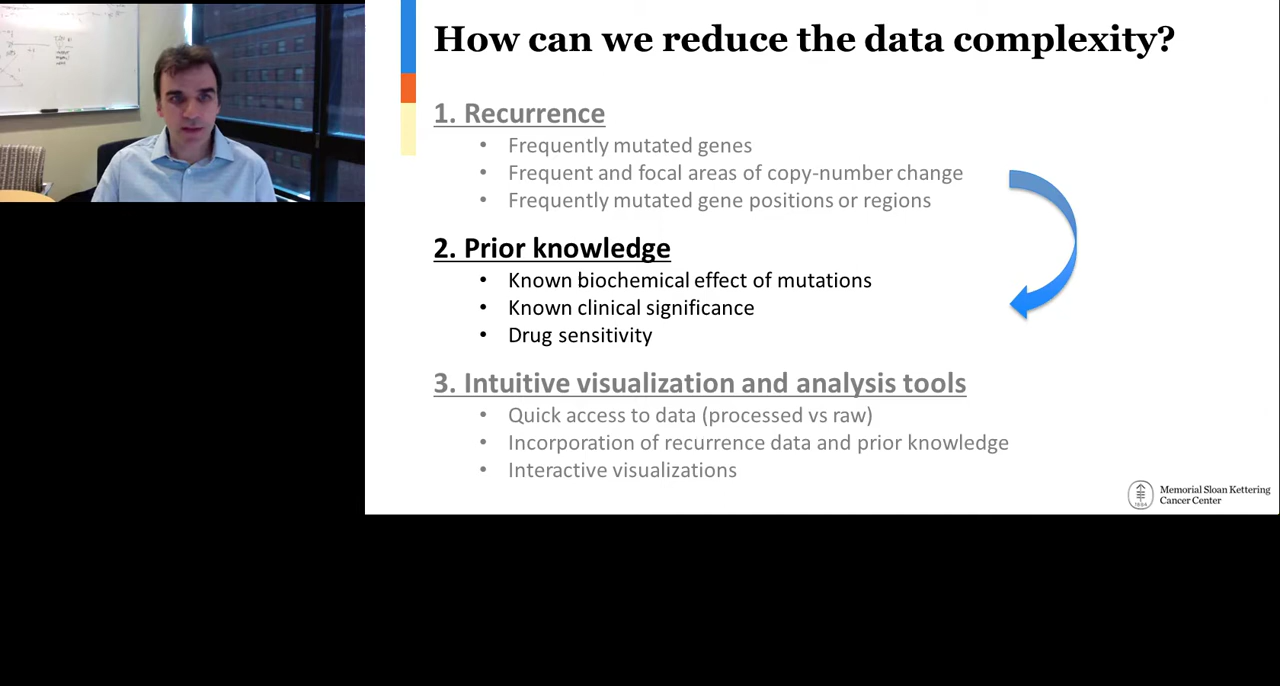 How can we reduce the data complexity?
1. Recurrence
• Frequently mutated genes
• Frequent and focal areas of copy-number change
• Frequently mutated gene positions or regions
2. Prior knowledge
• Known biochemical effect of mutations
• Known clinical significance
• Drug sensitivity
3. Intuitive visualization and analysis tools
• Quick access to data (processed vs raw)
• Incorporation of recurrence data and prior knowledge
• Interactive visualizations
Memorial Sloan Kettering
Cancer Center